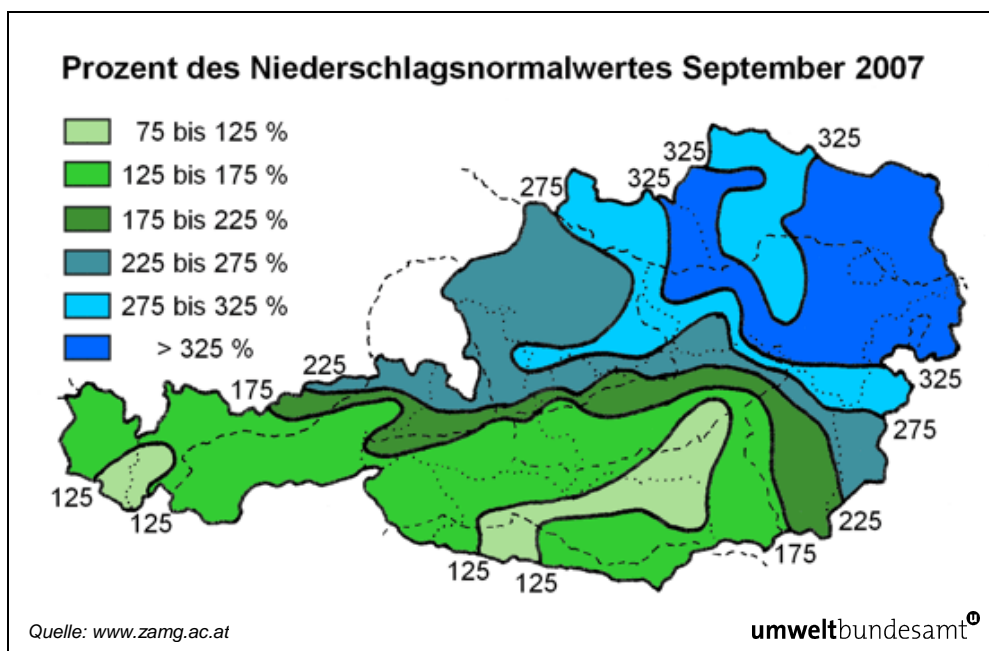 Prozent des Niederschlagsnormalwertes September 2007
75 bis 125 %
125 bis 175 %
175 bis 225 %
225 bis 275 %
275 bis 325 %
> 325 %
325
325
325
275
225
175
325
275
225
175
125
125
125
125
Quelle: www.zamg.ac.at
umweltbundesamt u